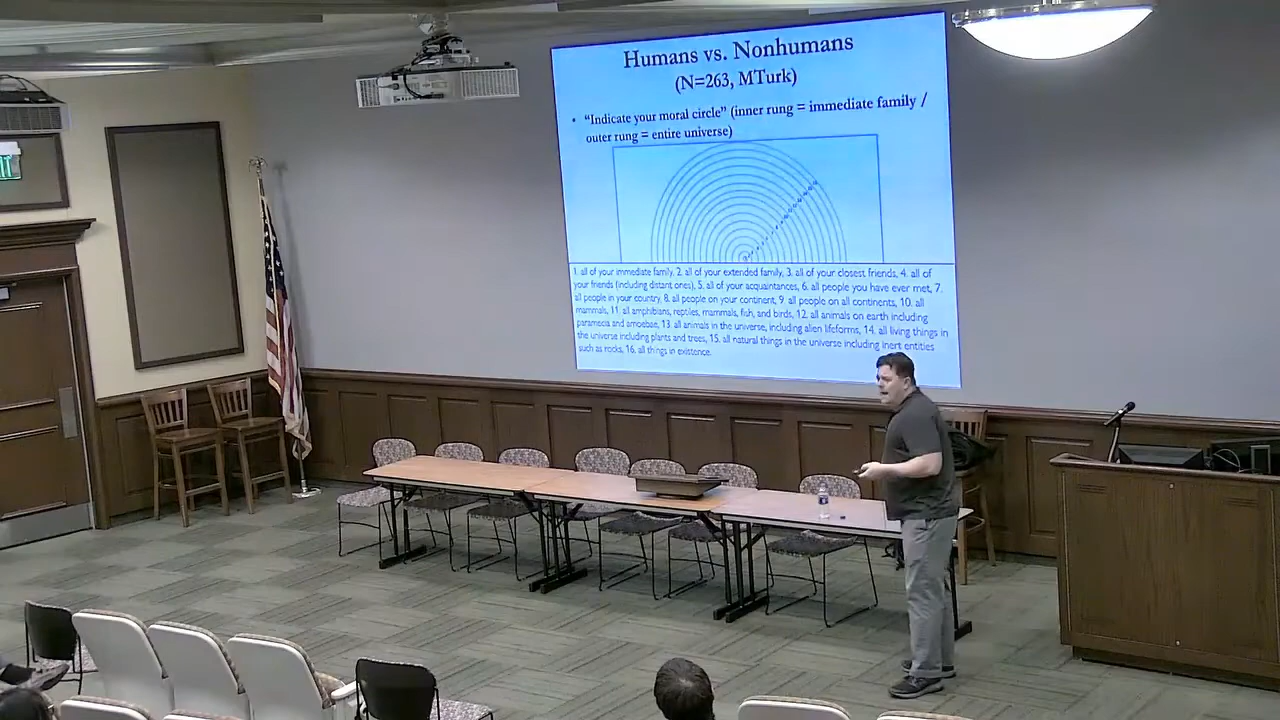 Humans vs. Nonhumans
(N=263, MTurk)
• “Indicate your moral circle” (inner rung = immediate family /
outer rung = entire universe)
1. all of your immediate family, 2. all of your extended family, 3. all of your closest friends, 4. all of
your friends (including distant ones), 5. all of your acquaintances, 6. all people you have ever met, 7.
all people in your country, 8. all people on your continent, 9. all people on all continents, 10. all
mammals, 11. all amphibians, reptiles, mammals, fish, and birds, 12. all animals on earth including
paramecia and amoebae, 13. all animals in the universe, including alien lifeforms, 14. all living things in
the universe including plants and trees, 15. all natural things in the universe including inert entities
such as rocks, 16. all things in existence.